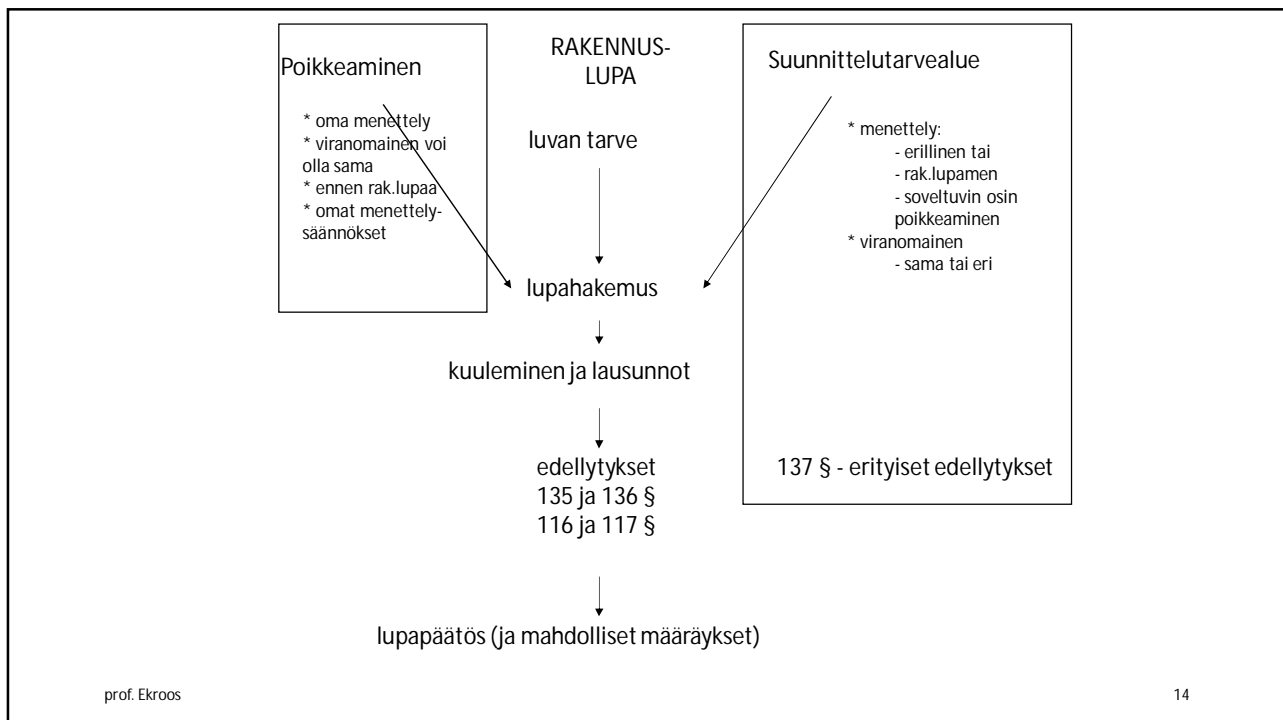 Poikkeaminen
* oma menettely
* viranomainen voi
olla sama
* ennen rak.lupaa
* omat menettely-
säännökset
RAKENNUS-
LUPA
luvan tarve
lupahakemus
kuuleminen ja lausunnot
edellytykset
135 ja 136 §
116 ja 117 §
lupapäätös (ja mahdolliset määräykset)
Suunnittelutarvealue
* menettely:
- erillinen tai
- rak.lupamen
- soveltuvin osin
poikkeaminen
* viranomainen
- sama tai eri
137 § - erityiset edellytykset
prof. Ekroos
14